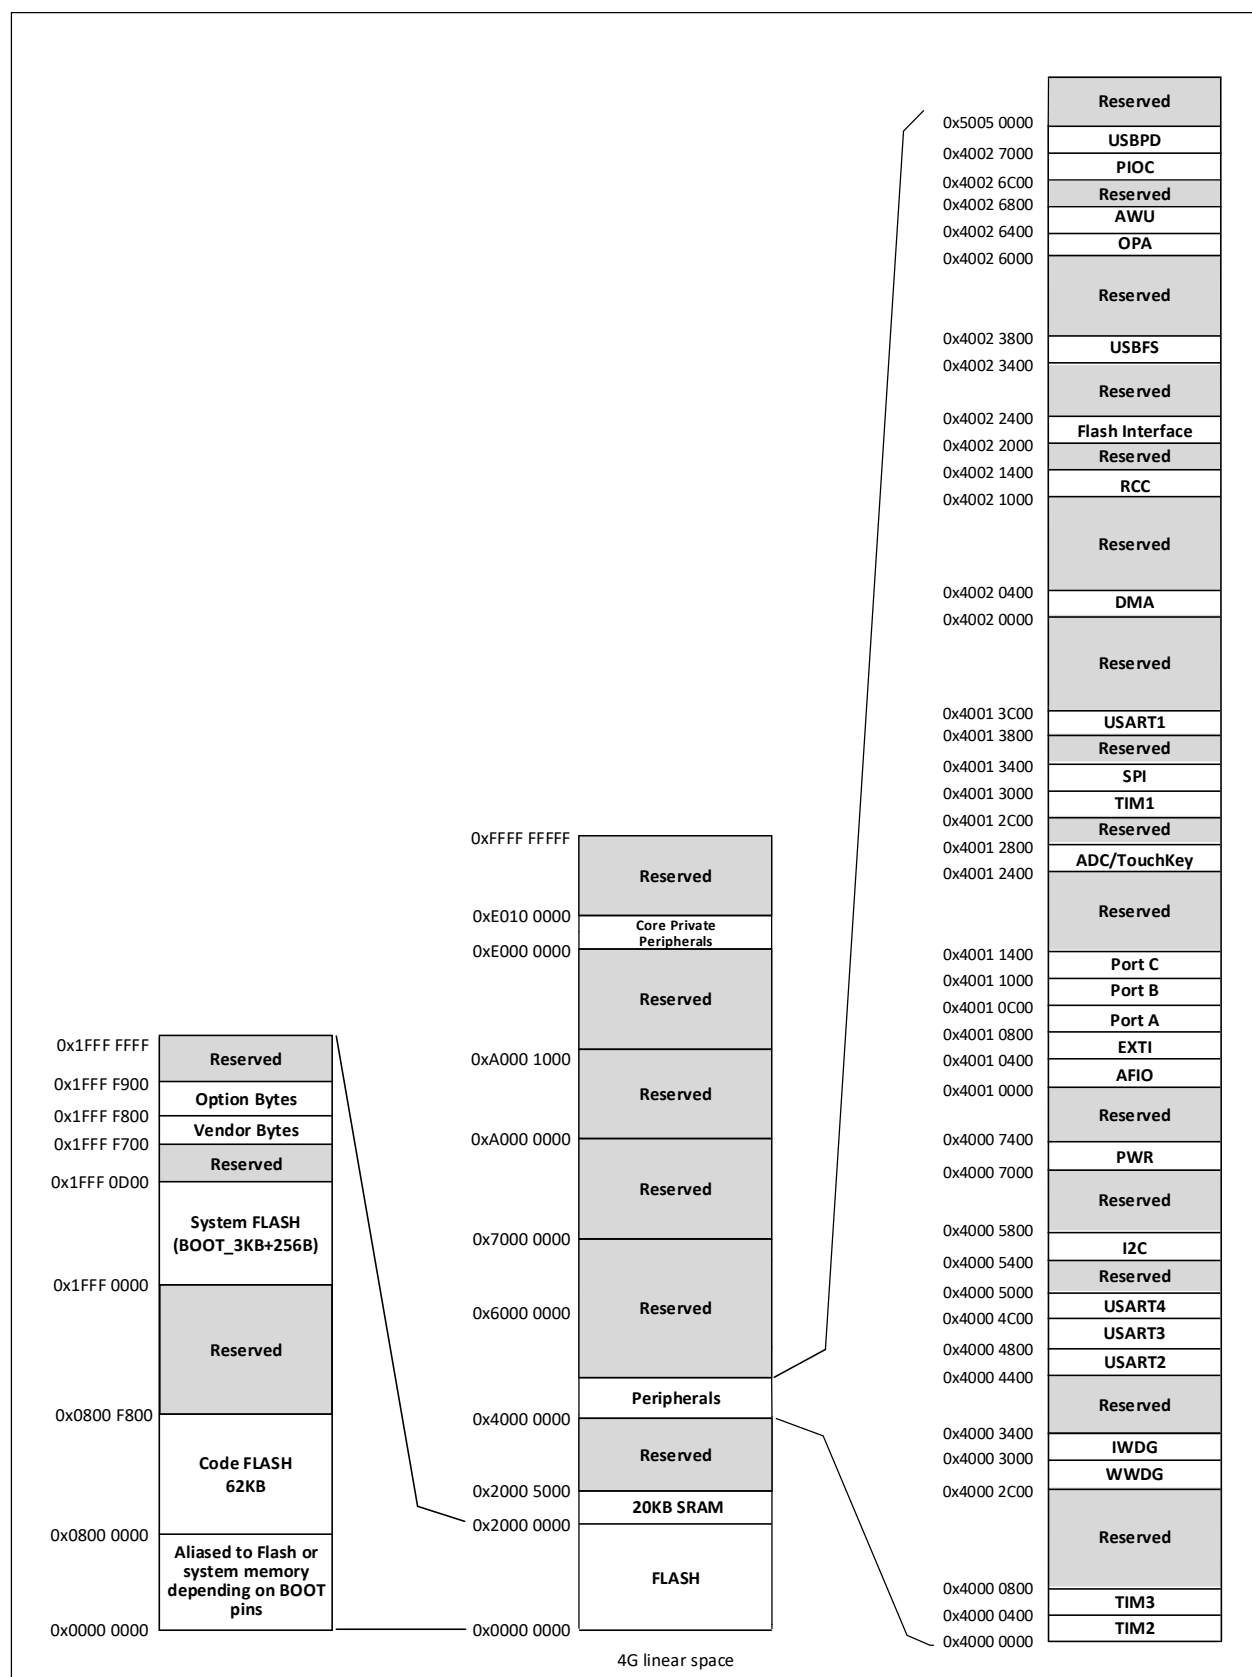 Reserved
0x5005 0000
USBPD
0x4002 7000
PIOC
0x4002 6C00
Reserved
0x4002 6800
AWU
0x4002 6400
OPA
0x4002 6000
Reserved
0x4002 3800
USBFS
0x4002 3400
Reserved
0x4002 2400
Flash Interface
0x4002 2000
Reserved
0x4002 1400
RCC
0x4002 1000
Reserved
0x4002 0400
DMA
0x4002 0000
Reserved
0x4001 3C00
USART1
0x4001 3800
Reserved
0x4001 3400
SPI
0x4001 3000
TIM1
0x4001 2C00
Reserved
0x4001 2800
ADC/TouchKey
0x4001 2400
Reserved
0x4001 1400
Port C
0x4001 1000
Port B
0x4001 0C00
Port A
0x4001 0800
EXTI
0x4001 0400
AFIO
0x4001 0000
Reserved
0x4000 7400
PWR
0x4000 7000
Reserved
0x4000 5800
I2C
0x4000 5400
Reserved
0x4000 5000
USART4
0x4000 4C00
USART3
0x4000 4800
USART2
0x4000 4400
Reserved
0x4000 3400
IWDG
0x4000 3000
WWDG
0x4000 2C00
Reserved
0x4000 0800
TIM3
0x4000 0400
TIM2
0x4000 0000
0xFFFF FFFFF
Reserved
0xE010 0000
Core Private
Peripherals
0xE000 0000
Reserved
0xA000 1000
Reserved
0xA000 0000
Reserved
0x7000 0000
Reserved
0x6000 0000
Peripherals
0x4000 0000
Reserved
0x2000 5000
20KB SRAM
0x2000 0000
FLASH
0x0000 0000
4G linear space
0x1FFF FFFF
Reserved
0x1FFF F900
Option Bytes
0x1FFF F800
Vendor Bytes
0x1FFF F700
Reserved
0x1FFF 0D00
System FLASH
(BOOT_3KB+256B)
0x1FFF 0000
Reserved
0x0800 F800
Code FLASH
62KB
0x0800 0000
Aliased to Flash or
system memory
depending on BOOT
pins
0x0000 0000